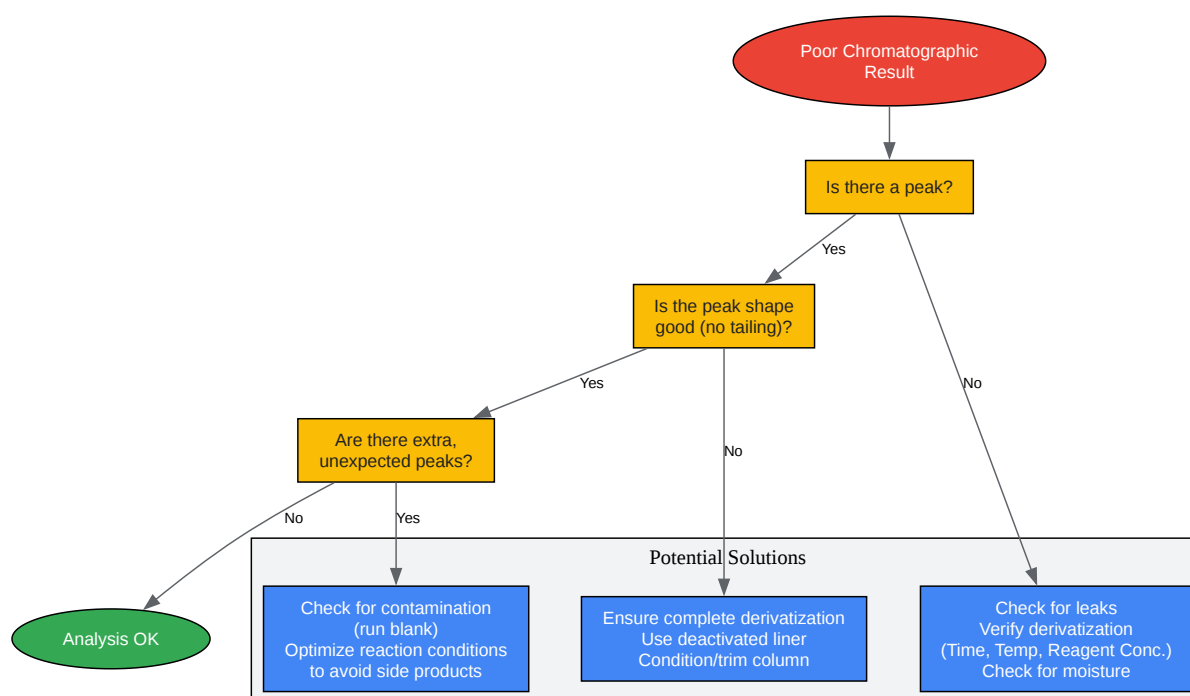 Poor Chromatographic
Result
Is there a peak?
Yes
Is the peak shape
good (no tailing)?
Yes
No
Are there extra,
unexpected peaks?
No
No
Yes
Potential Solutions
Analysis OK
Check for contamination
(run blank)
Optimize reaction conditions
to avoid side products
Ensure complete derivatization
Use deactivated liner
Condition/trim column
Check for leaks
Verify derivatization
(Time, Temp, Reagent Conc.)
Check for moisture